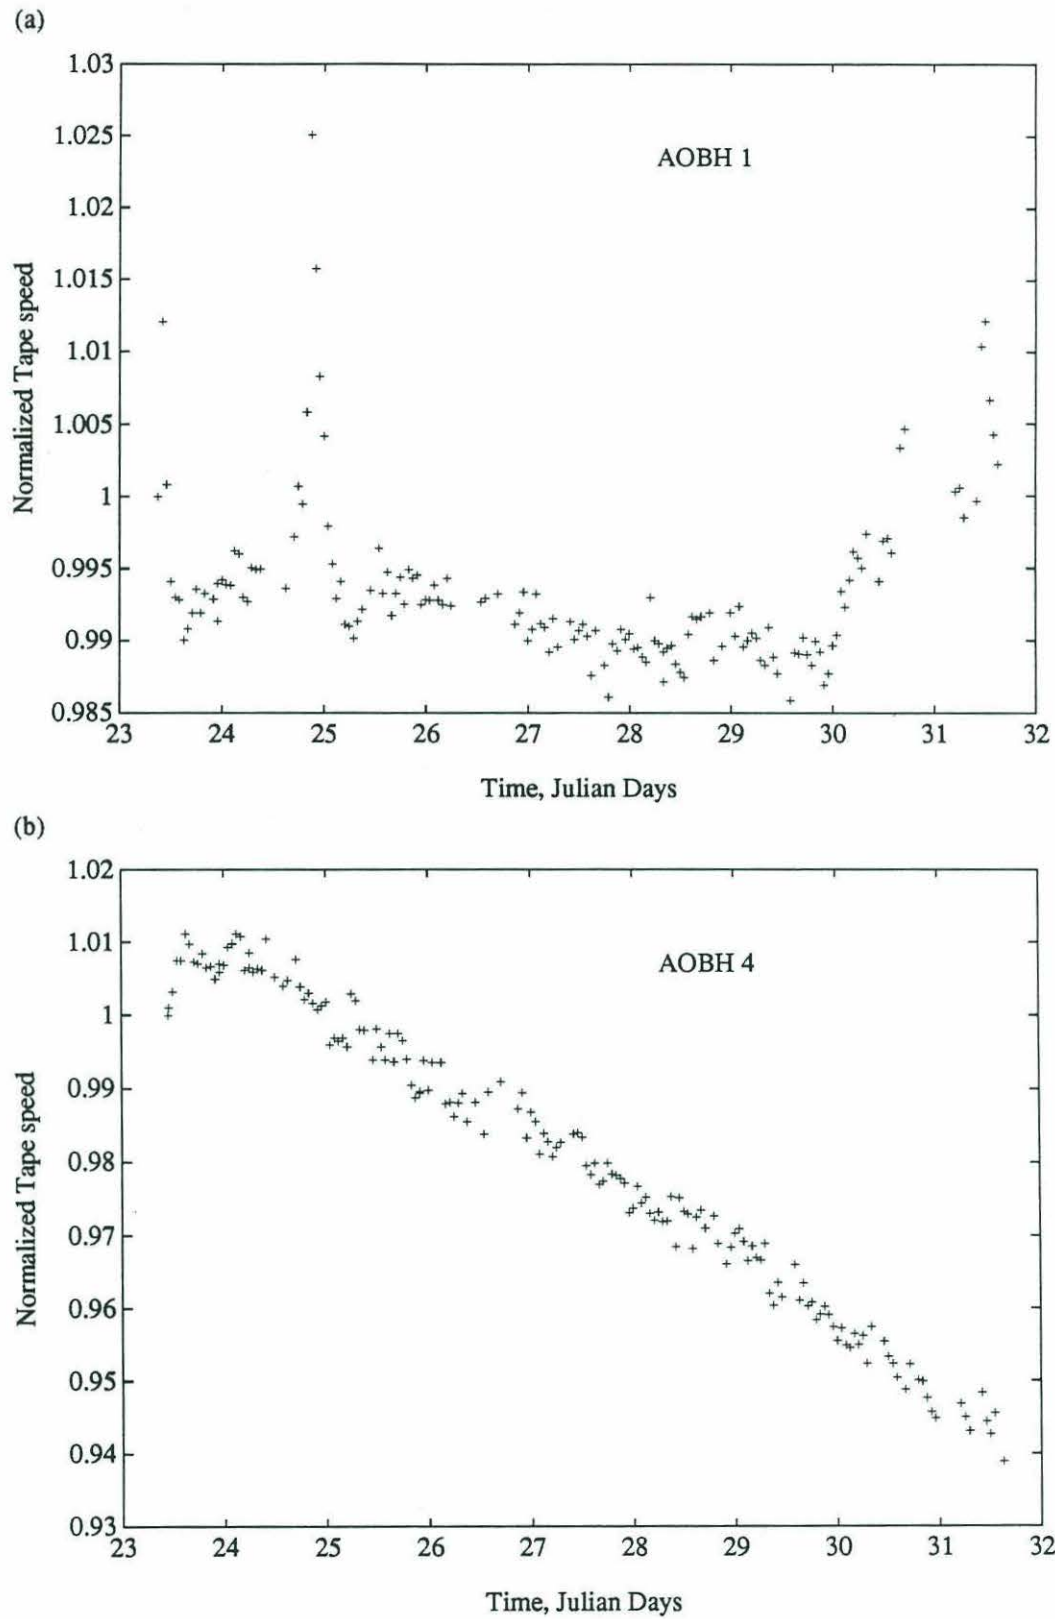 (a)
1.03
1.025
1.02
1.015
1.01
1.005
1
0.995
0.99
0.985
Normalized Tape speed
AOBH 1
23 24 25 26 27 28 29 30 31 32
Time, Julian Days
(b)
1.02
1.01
1
0.99
0.98
0.97
0.96
0.95
0.94
0.93
Normalized Tape speed
AOBH 4
23 24 25 26 27 28 29 30 31 32
Time, Julian Days